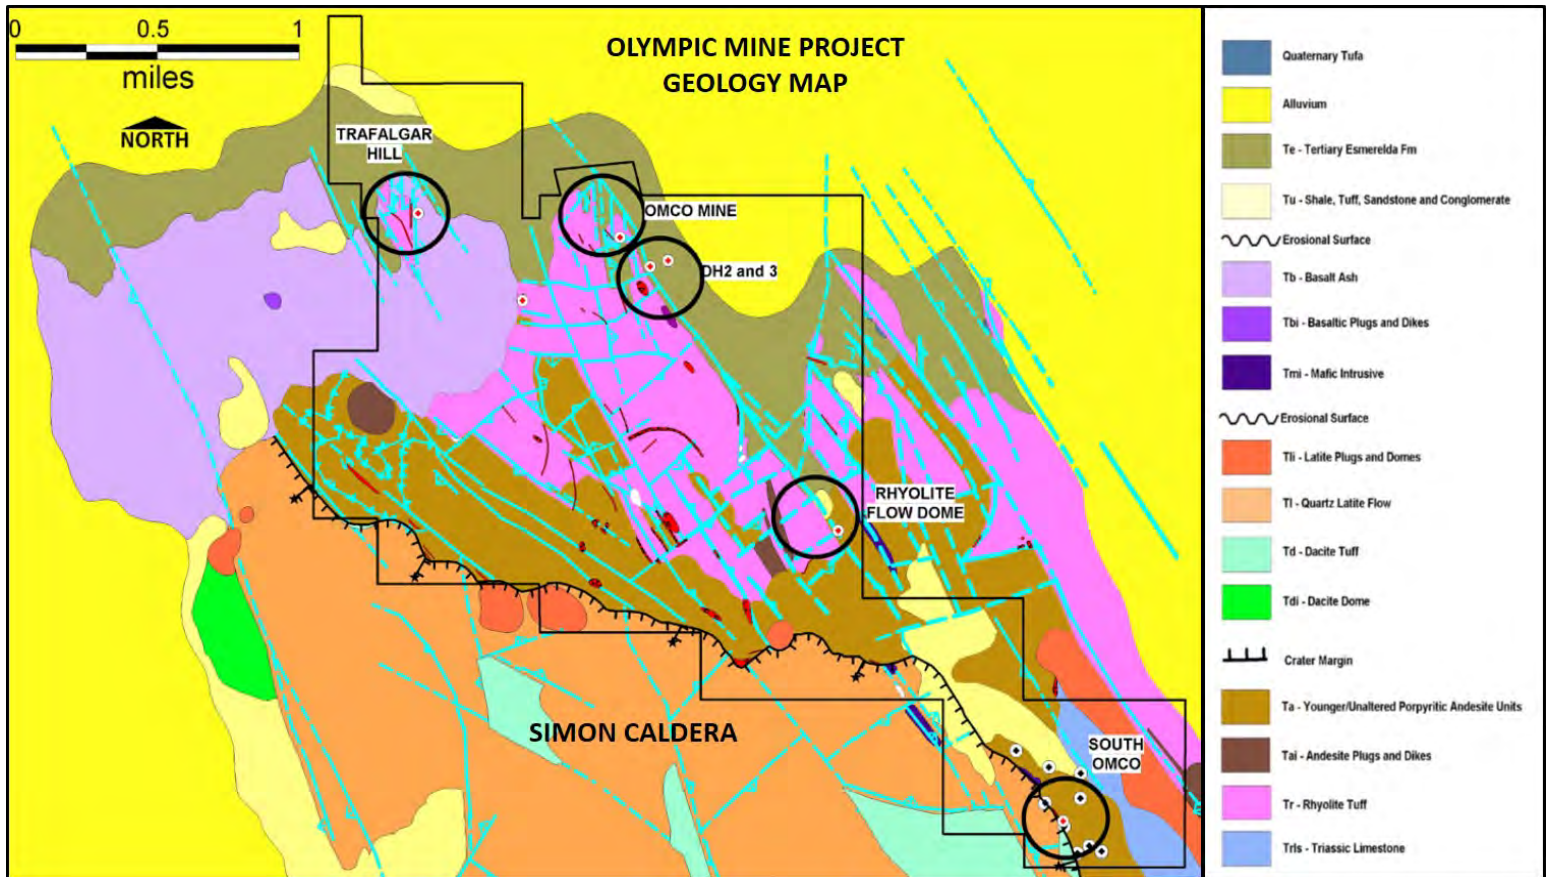 0 0.5 1
miles
NORTH
OLYMPIC MINE PROJECT
GEOLOGY MAP
TRAFALGAR
HILL
OMCO MINE
DH2 and 3
RHYOLITE
FLOW DOME
SIMON CALDERA
SOUTH
OMCO
Quaternary Tufa
Alluvium
Te - Tertiary Esmerelda Fm
Tu - Shale, Tuff, Sandstone and Conglomerate
Erosional Surface
Tb - Basalt Ash
Tbi - Basaltic Plugs and Dikes
Tmi - Mafic Intrusive
Erosional Surface
Tli - Latite Plugs and Domes
Tl - Quartz Latite Flow
Td - Dacite Tuff
Tdi - Dacite Dome
Crater Margin
Ta - Younger/Unaltered Porpyritic Andesite Units
Tai - Andesite Plugs and Dikes
Tr - Rhyolite Tuff
Trls - Triassic Limestone